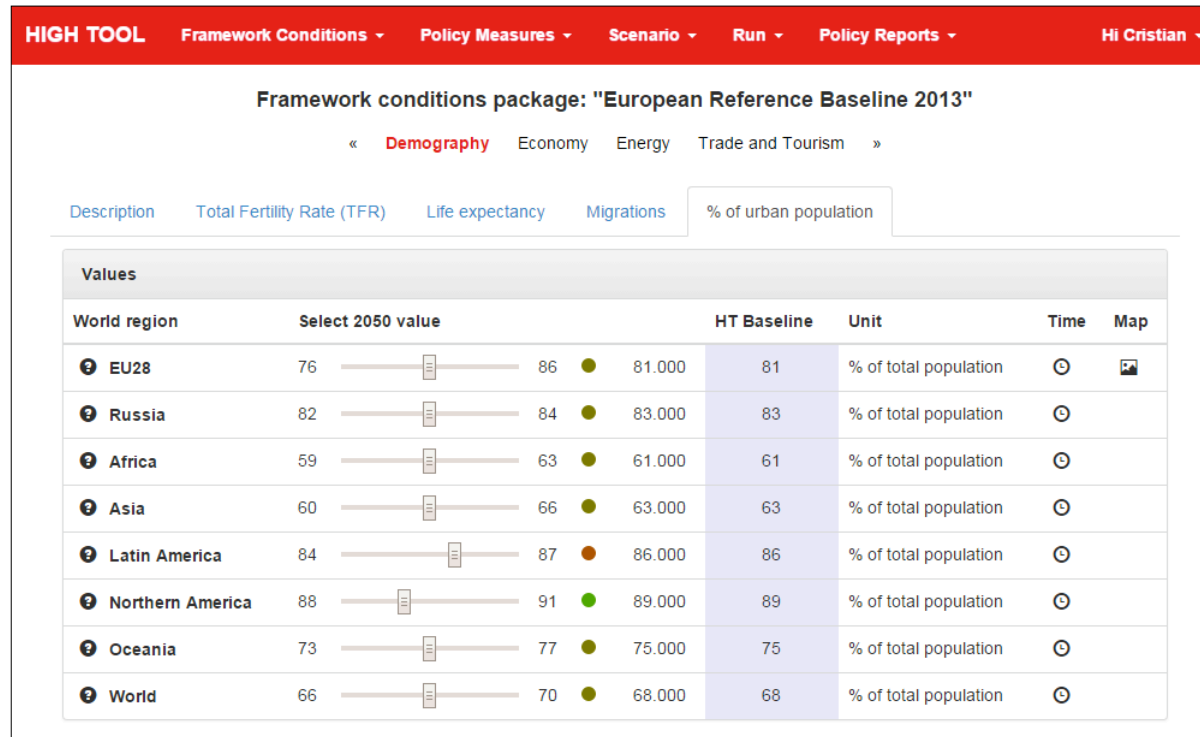 HIGH TOOL Framework Conditions Policy Measures Scenario Run Policy Reports Hi Cristian
Framework conditions package: "European Reference Baseline 2013"
« Demography Economy Energy Trade and Tourism »
Description Total Fertility Rate (TFR) Life expectancy Migrations % of urban population
Values
World region Select 2050 value HT Baseline Unit Time Map
EU28 76 86 81.000 81 % of total population
Russia 82 84 83.000 83 % of total population
Africa 59 63 61.000 61 % of total population
Asia 60 66 63.000 63 % of total population
Latin America 84 87 86.000 86 % of total population
Northern America 88 91 89.000 89 % of total population
Oceania 73 77 75.000 75 % of total population
World 66 70 68.000 68 % of total population